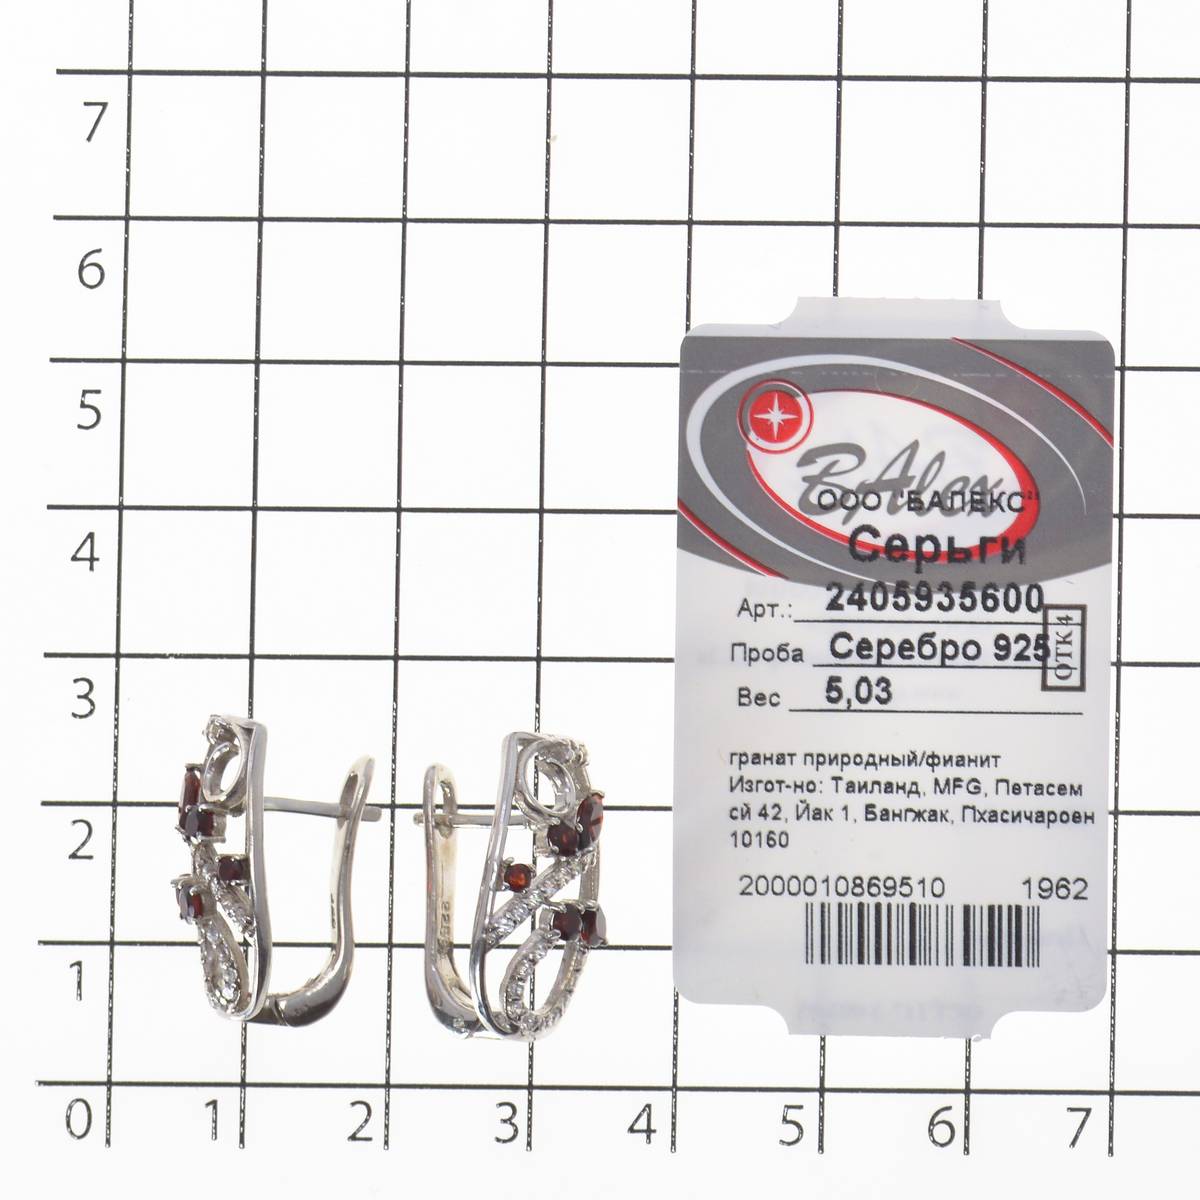 7
6
5
4
3
2
1
0 1 2 3 4 5 6 7
BAlex
ООО "БАЛЕКС"
Серьги
Арт.: 2405935600
Проба Серебро 925
ОТК 4
Вес 5,03
гранат природный/фианит
Изгот-но: Таиланд, MFG, Петасем
сй 42, Йак 1, Бангжак, Пхасичароен
10160
2000010869510 1962